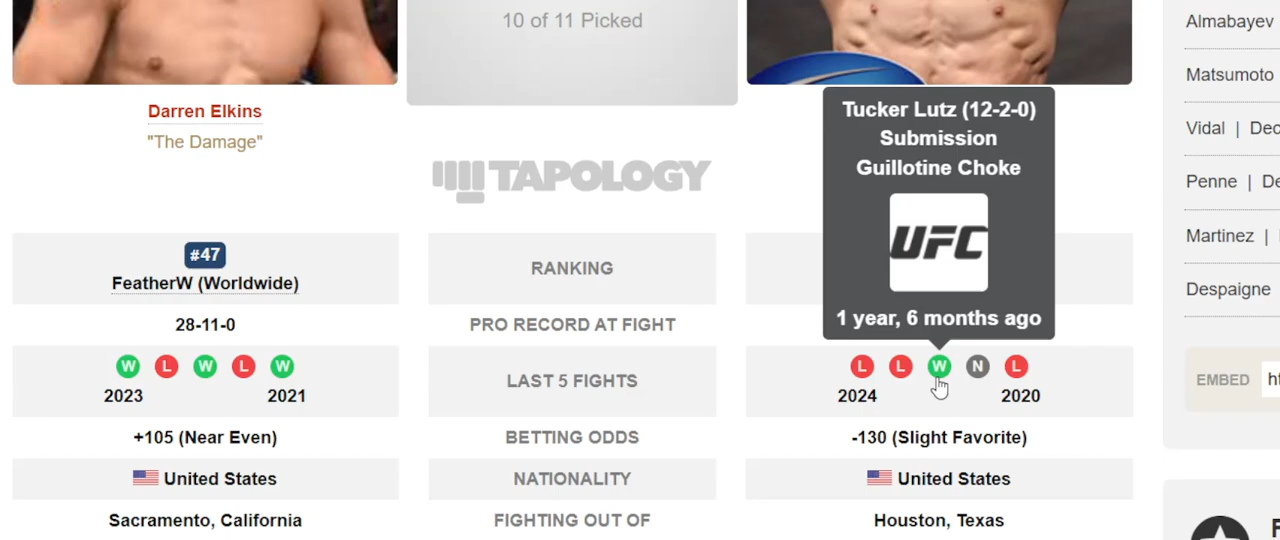 10 of 11 Picked
Darren Elkins
"The Damage"
TAPOLOGY
Tucker Lutz (12-2-0)
Submission
Guillotine Choke
UFC
1 year, 6 months ago
#47
FeatherW (Worldwide)
RANKING
28-11-0
PRO RECORD AT FIGHT
W L W L W
2023 2021
LAST 5 FIGHTS
L L W N L
2024 2020
+105 (Near Even)
BETTING ODDS
-130 (Slight Favorite)
United States
NATIONALITY
United States
Sacramento, California
FIGHTING OUT OF
Houston, Texas
Almabayev
Matsumoto
Vidal | Dec
Penne | De
Martinez |
Despaigne
EMBED